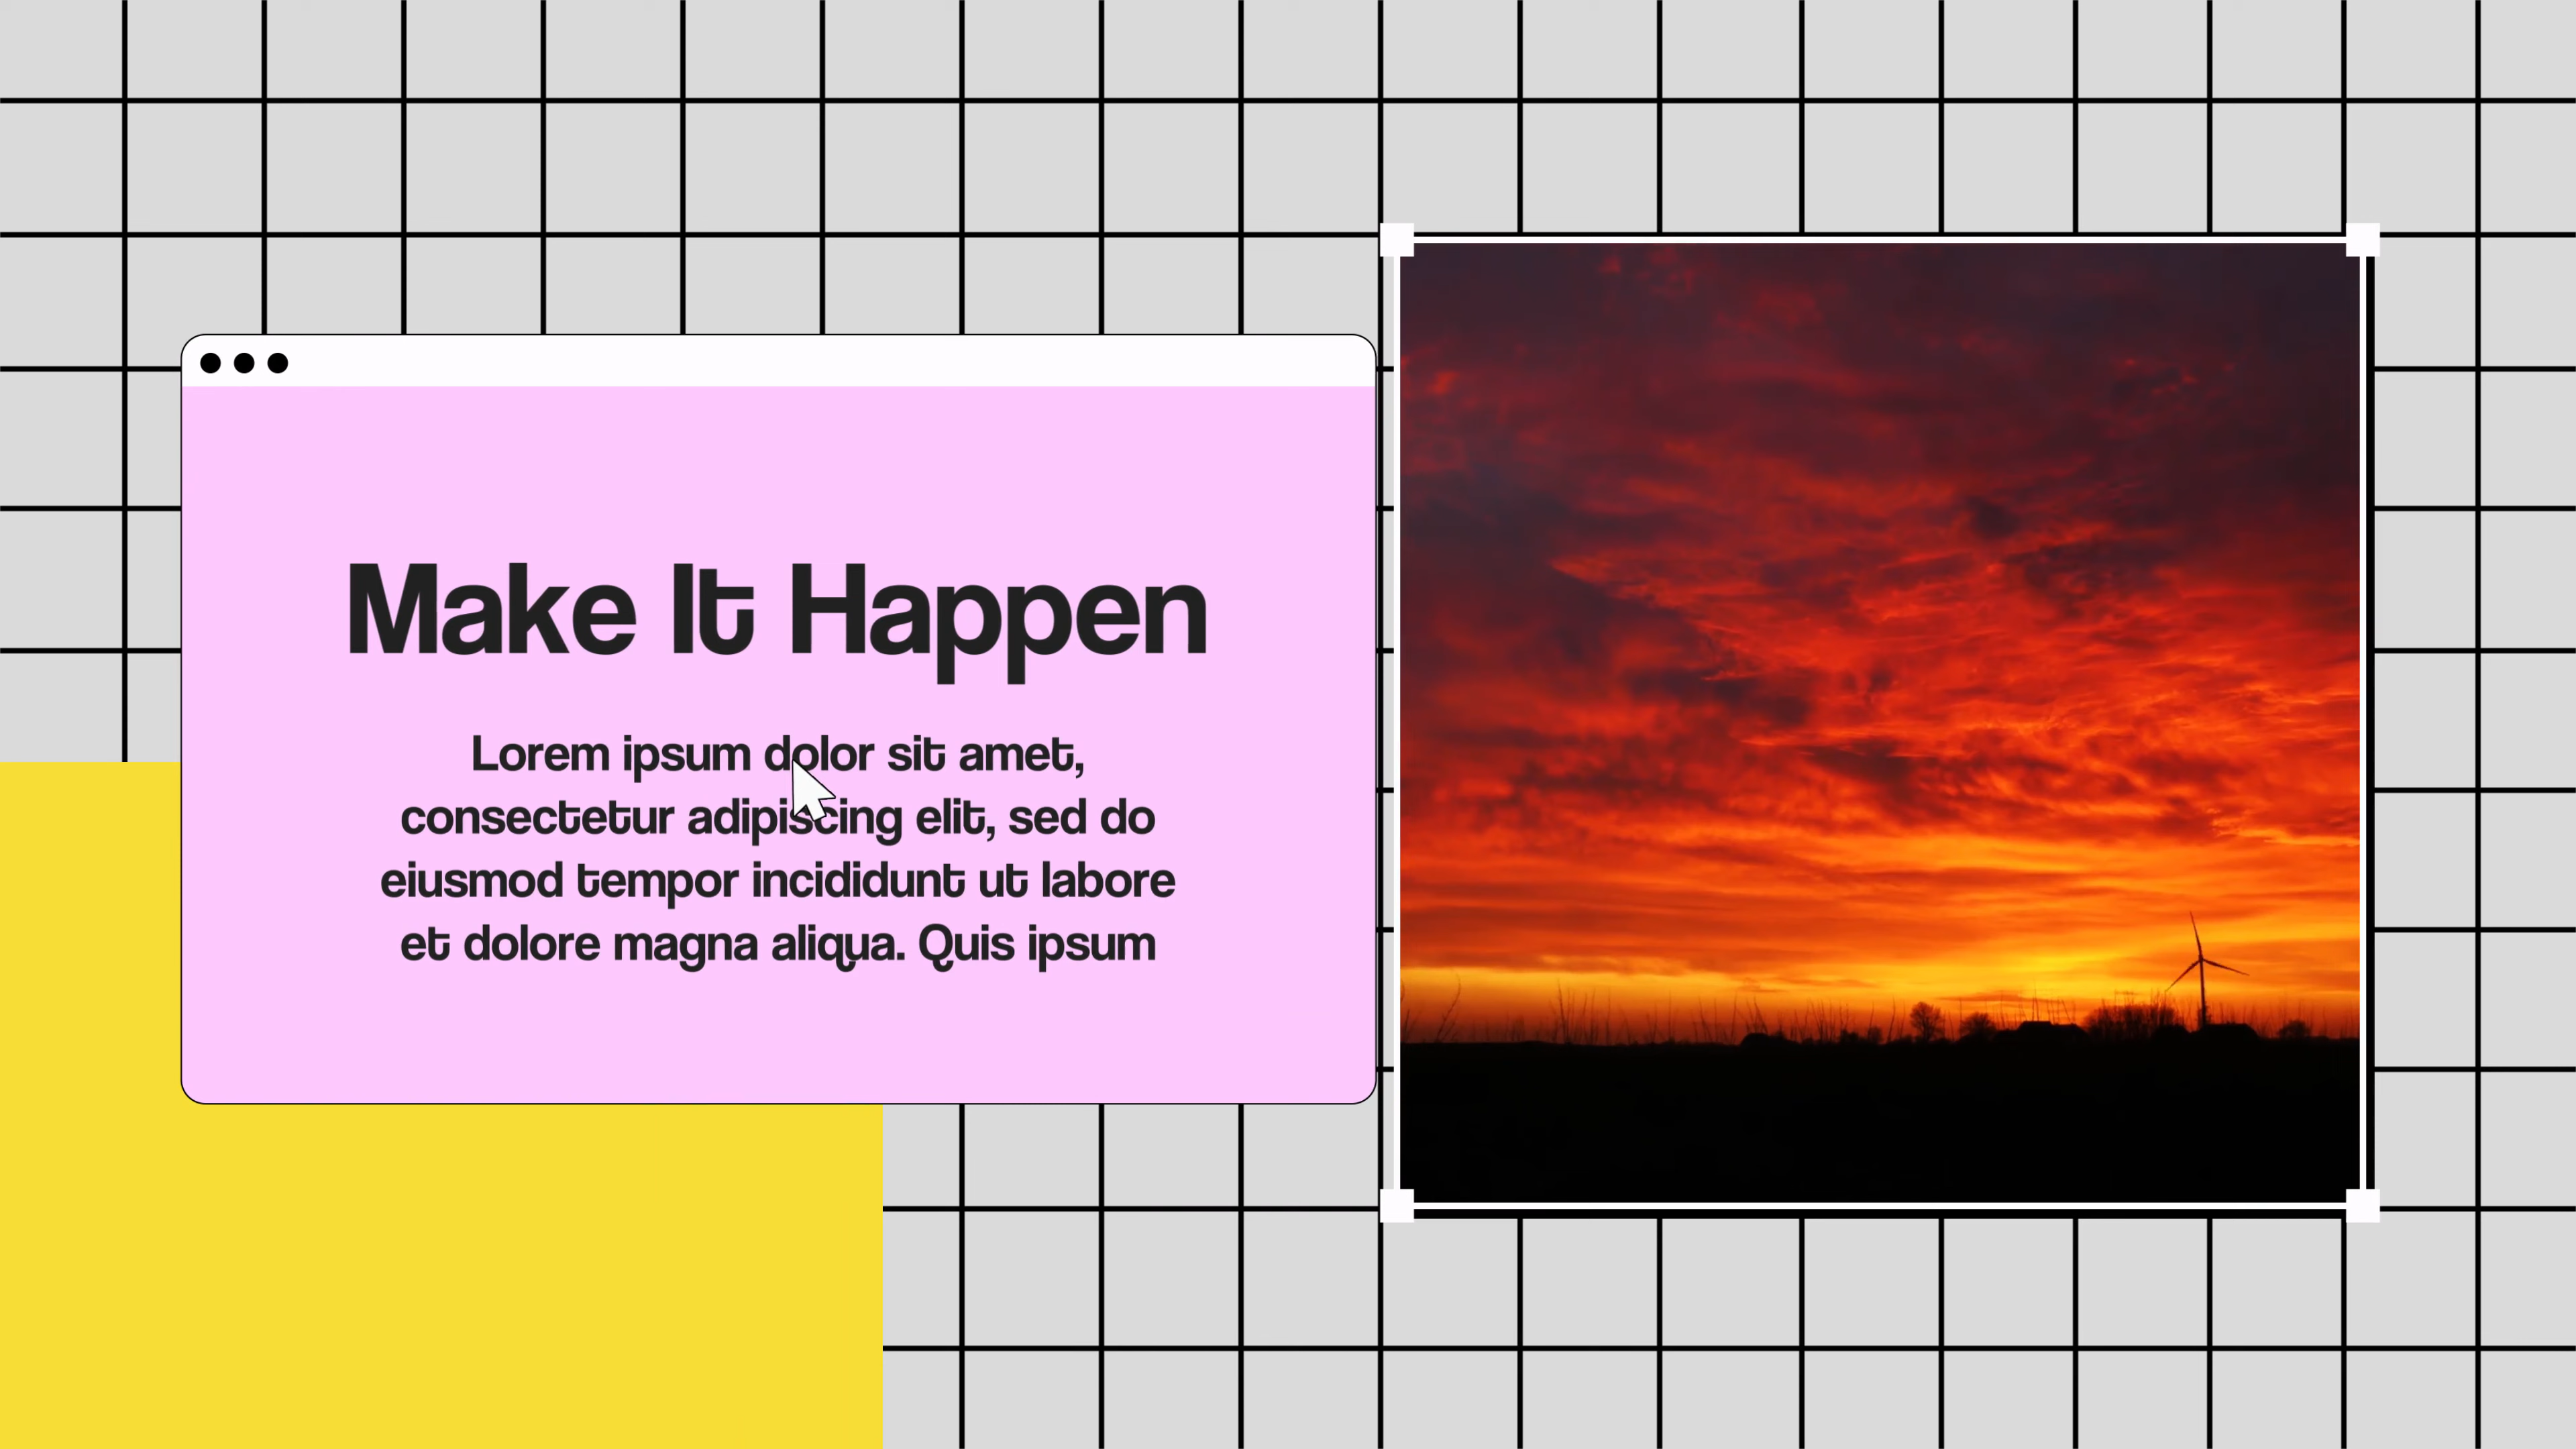 Make It Happen
Lorem ipsum dolor sit amet,
consectetur adipiscing elit, sed do
eiusmod tempor incididunt ut labore
et dolore magna aliqua. Quis ipsum